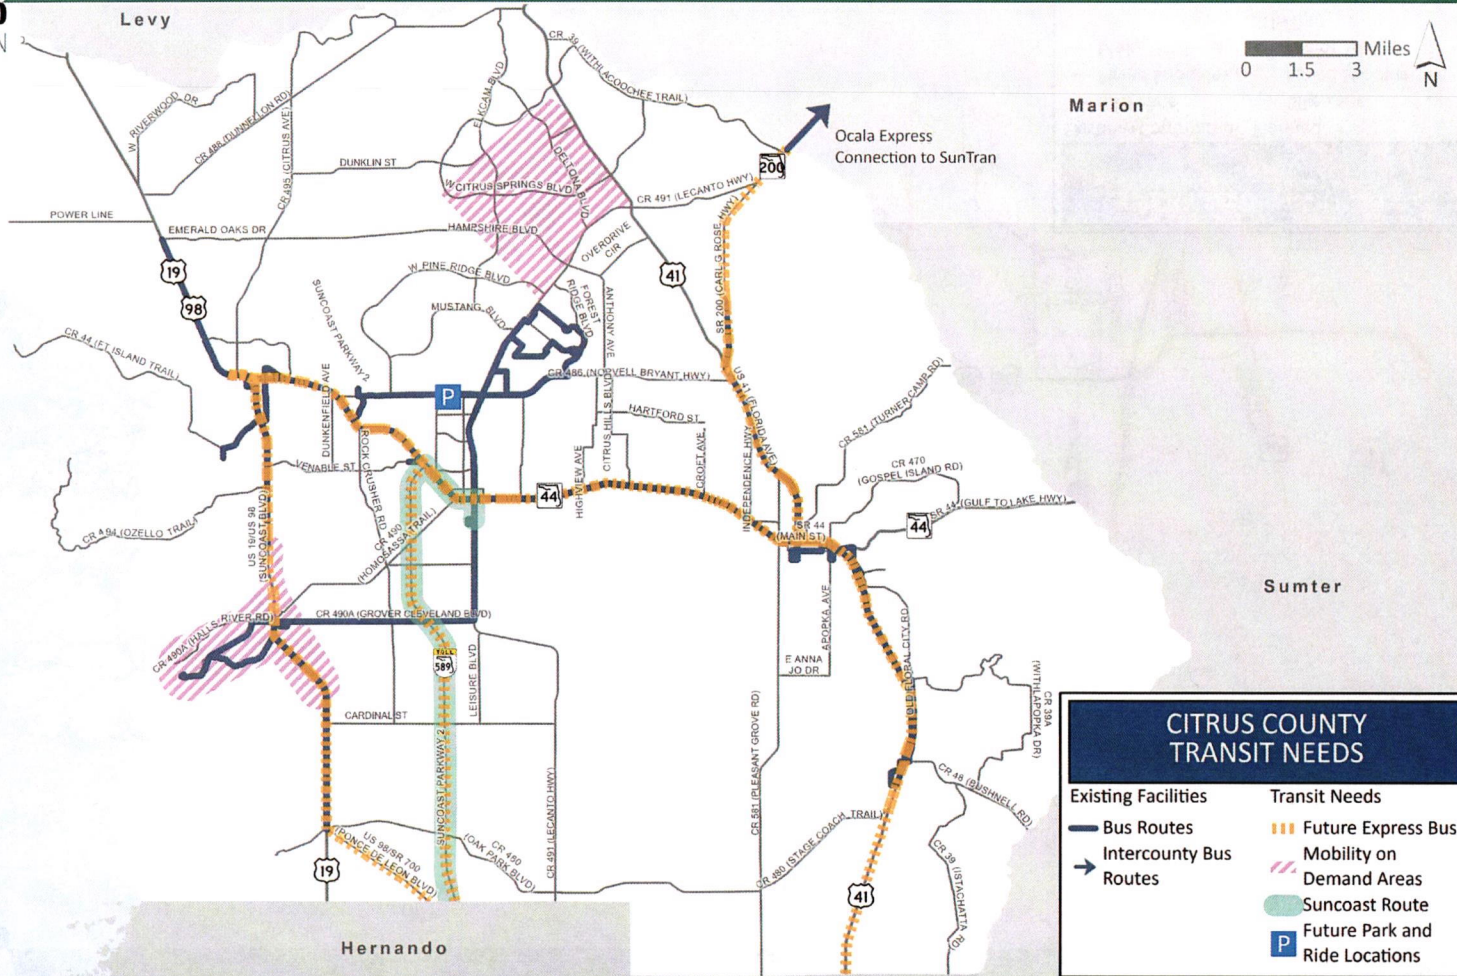 Levy
CR 39 (WITHLACOOCHEE TRAIL)
Miles
0 1.5 3
N
Marion
ELKCAM BLVD
W RIVERWOOD DR
CR 488 (DUNNELLON RD)
CR 495 (CITRUS AVE)
Ocala Express
Connection to SunTran
200
DUNKLIN ST
DELTONA BLVD
W CITRUS SPRINGS BLVD
CR 491 (LECANTO HWY)
POWER LINE
EMERALD OAKS DR
HAMPSHIRE BLVD
OVERDRIVE
CIR
SR 200 (CARL G ROSE HWY)
19
98
41
W PINE RIDGE BLVD
SUNCOAST PARKWAY 2
MUSTANG BLVD
FOREST
RIDGE BLVD
ANTHONY AVE
CR 44 (FT ISLAND TRAIL)
DUNKENFIELD AVE
P
CR 486 (NORVELL BRYANT HWY)
US 41 (FLORIDA AVE)
CR 581 (TURNER CAMP RD)
CITRUS HILLS BLVD
HARTFORD ST
ROCK CRUSHER RD
VENABLE ST
HIGHVIEW AVE
CROFT AVE
INDEPENDENCE HWY
CR 470
(GOSPEL ISLAND RD)
44
SR 44 (GULF TO LAKE HWY)
44
SR 44
(MAIN ST)
CR 494 (OZELLO TRAIL)
US 19/US 98
(SUNCOAST BLVD)
CR 490
(HOMOSASSA TRAIL)
Sumter
CR 490A (HALLS RIVER RD)
CR 490A (GROVER CLEVELAND BLVD)
APOPKA AVE
OLD FLORAL CITY RD
TOLL
589
LEISURE BLVD
E ANNA
JO DR
CR 39A
(WITHLAPOPKA DR)
CARDINAL ST
SUNCOAST PARKWAY 2
CR 491 (LECANTO HWY)
CR 581 (PLEASANT GROVE RD)
CR 48 (BUSHNELL RD)
CR 480 (STAGE COACH TRAIL)
CR 39 (ISTACHATTA RD)
US 98/SR 700
(PONCE DE LEON BLVD)
CR 480
(OAK PARK BLVD)
19
41
Hernando
CITRUS COUNTY
TRANSIT NEEDS
Existing Facilities
Bus Routes
Intercounty Bus
Routes
Transit Needs
Future Express Bus
Mobility on
Demand Areas
Suncoast Route
P
Future Park and
Ride Locations